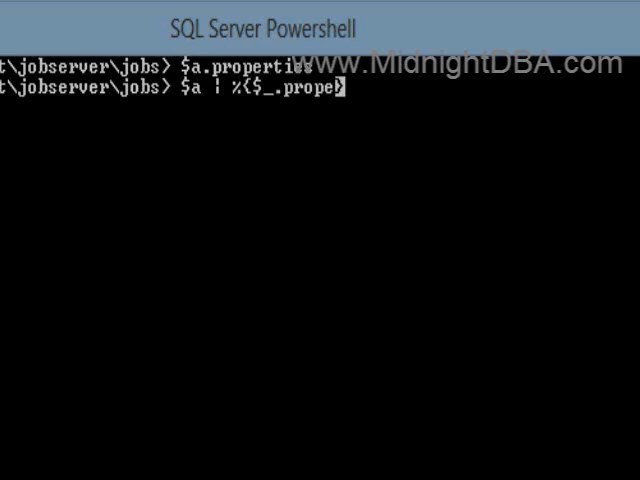 SQL Server Powershell
www.MidnightDBA.com
t\jobserver\jobs> $a.properties
t\jobserver\jobs> $a | %{$_.prope}